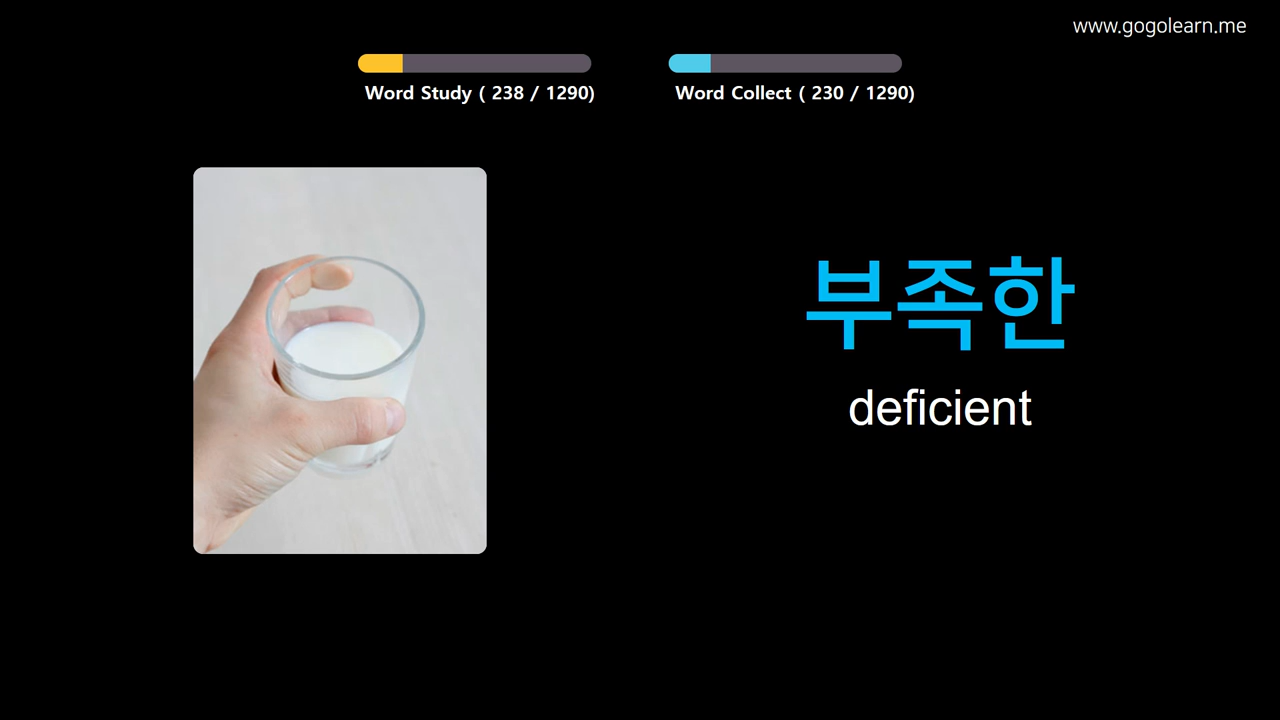 www.gogolearn.me
Word Study ( 238 / 1290)
Word Collect ( 230 / 1290)
부족한
deficient